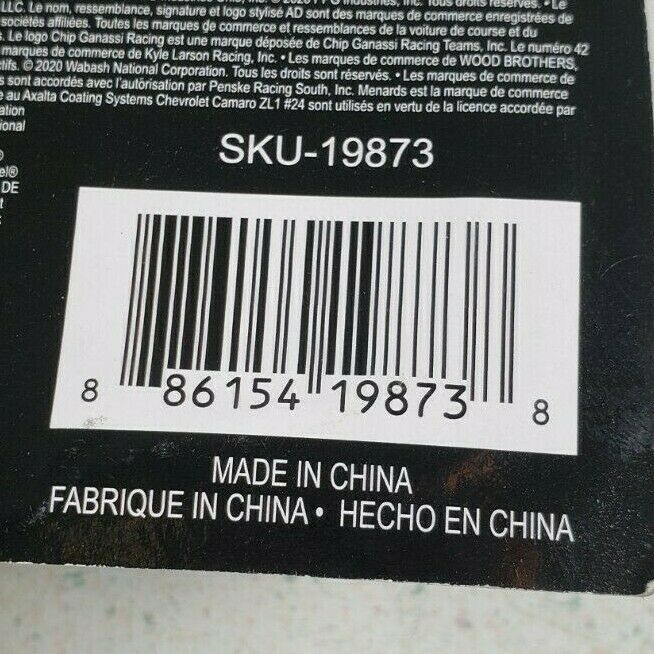 LLC. Le nom, ressemblance, signature et logo stylisé AD sont des marques de commerce enregistrées de
sociétés affiliées. Toutes les marques de commerce et ressemblances de la voiture de course et du
s. Le logo Chip Ganassi Racing est une marque déposée de Chip Ganassi Racing Teams, Inc. Le numéro 42
marques de commerce de Kyle Larson Racing, Inc. • Les marques de commerce de WOOD BROTHERS,
ctifs. © 2020 Wabash National Corporation. Tous les droits sont réservés. • Les marques de commerce de
s sont accordés avec l'autorisation par Penske Racing South, Inc. Menards est la marque de commerce
e au Axalta Coating Systems Chevrolet Camaro ZL1 #24 sont utilisés en vertu de la licence accordée par
ation
ional
el®
DE
SKU-19873
8 86154 19873 8
MADE IN CHINA
FABRIQUE IN CHINA • HECHO EN CHINA